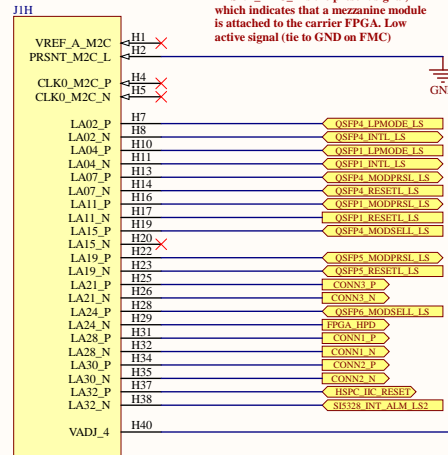 which indicates that a mezzanine module
is attached to the carrier FPGA. Low
active signal (tie to GND on FMC)
J1H
VREF_A_M2C H1
PRSNT_M2C_L H2
GN
CLK0_M2C_P H4
CLK0_M2C_N H5
LA02_P H7 QSFP4_LPMODE_LS
LA02_N H8 QSFP4_INTL_LS
LA04_P H10 QSFP1_LPMODE_LS
LA04_N H11 QSFP1_INTL_LS
LA07_P H13 QSFP4_MODPRSL_LS
LA07_N H14 QSFP4_RESETL_LS
LA11_P H16 QSFP1_MODPRSL_LS
LA11_N H17 QSFP1_RESETL_LS
LA15_P H19 QSFP4_MODSELL_LS
LA15_N H20
LA19_P H22 QSFP5_MODPRSL_LS
LA19_N H23 QSFP5_RESETL_LS
LA21_P H25 CONN3_P
LA21_N H26 CONN3_N
LA24_P H28 QSFP6_MODSELL_LS
LA24_N H29 FPGA_HPD
LA28_P H31 CONN1_P
LA28_N H32 CONN1_N
LA30_P H34 CONN2_P
LA30_N H35 CONN2_N
LA32_P H37 HSPC_IIC_RESET
LA32_N H38 SI5328_INT_ALM_LS2
VADJ_4 H40